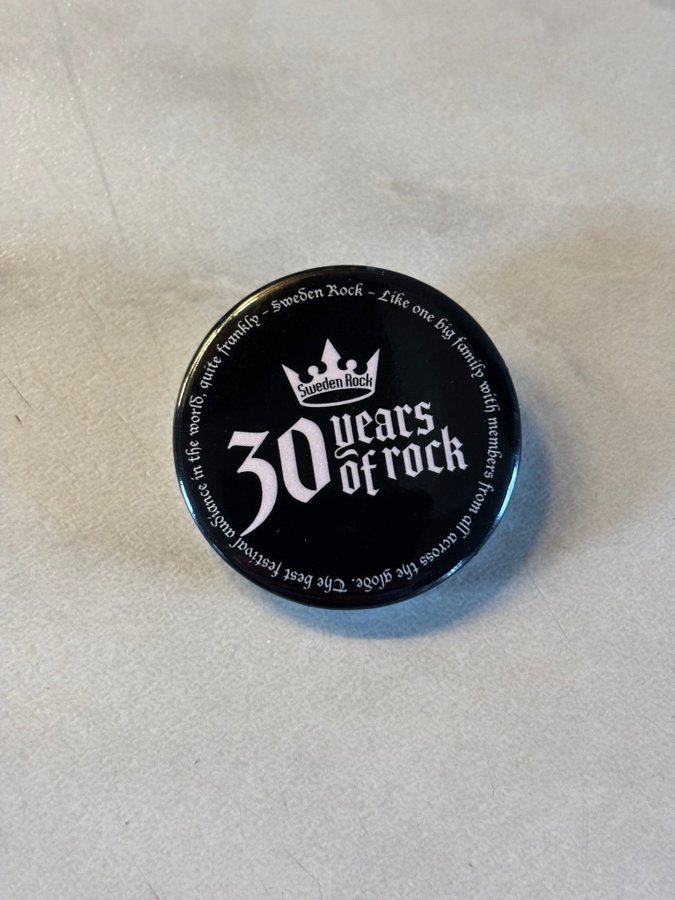 Sweden Rock
30 years
of rock
Sweden Rock – Like one big family with members from all across the globe. The best festival audiance in the world, quite frankly –